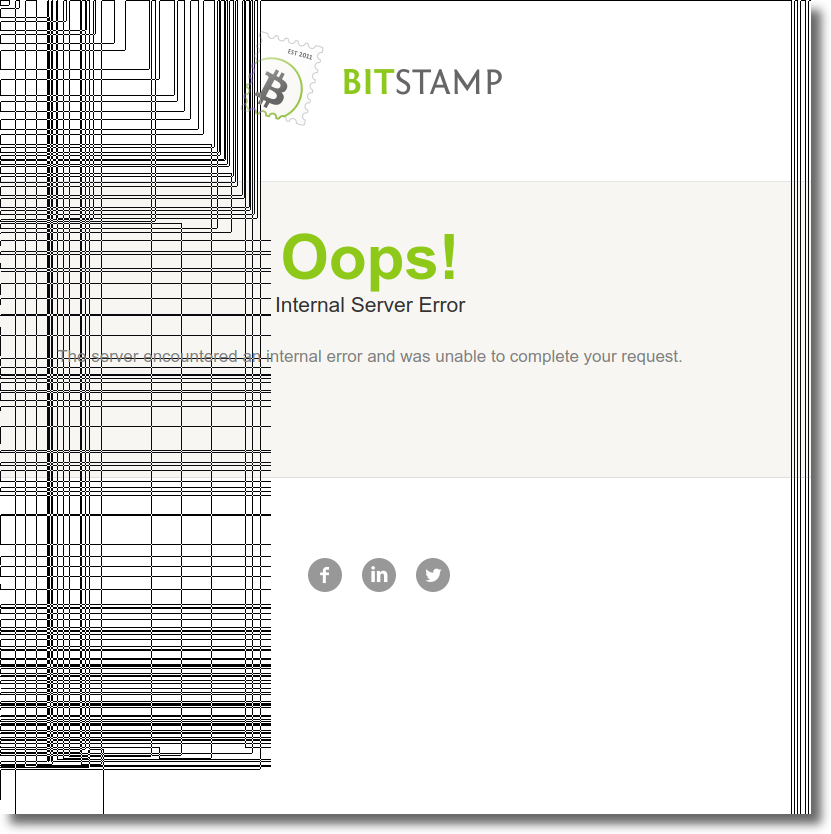 EST 2011
BITSTAMP
Oops!
Internal Server Error
The server encountered an internal error and was unable to complete your request.